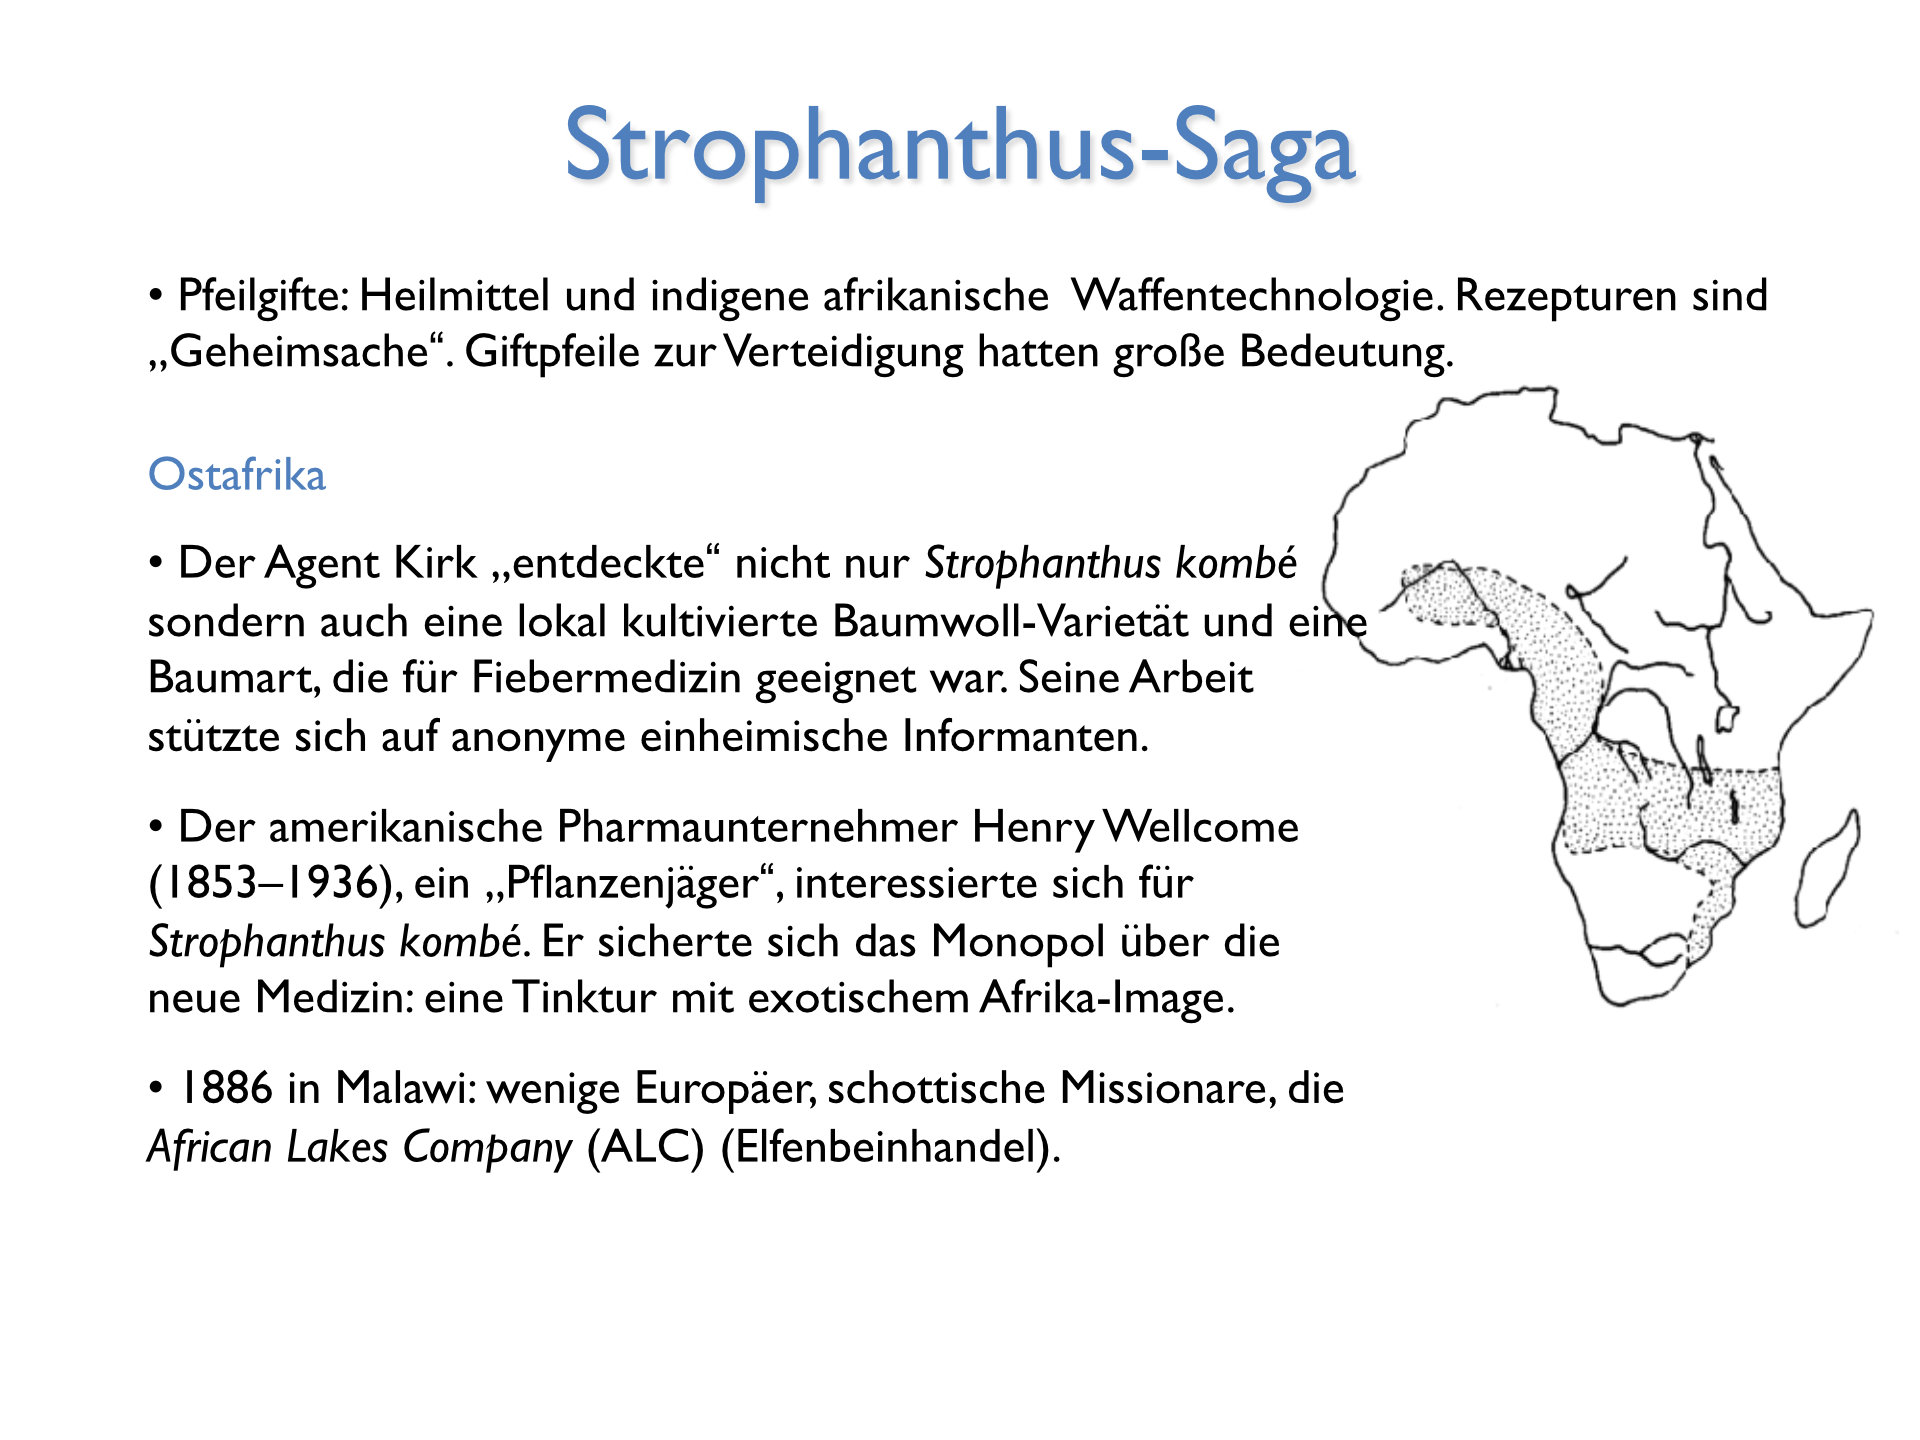 Strophanthus-Saga
• Pfeilgifte: Heilmittel und indigene afrikanische Waffentechnologie. Rezepturen sind
„Geheimsache“. Giftpfeile zur Verteidigung hatten große Bedeutung.
Ostafrika
• Der Agent Kirk „entdeckte“ nicht nur Strophanthus kombé
sondern auch eine lokal kultivierte Baumwoll-Varietät und eine
Baumart, die für Fiebermedizin geeignet war. Seine Arbeit
stützte sich auf anonyme einheimische Informanten.
• Der amerikanische Pharmaunternehmer Henry Wellcome
(1853–1936), ein „Pflanzenjäger“, interessierte sich für
Strophanthus kombé. Er sicherte sich das Monopol über die
neue Medizin: eine Tinktur mit exotischem Afrika-Image.
• 1886 in Malawi: wenige Europäer, schottische Missionare, die
African Lakes Company (ALC) (Elfenbeinhandel).